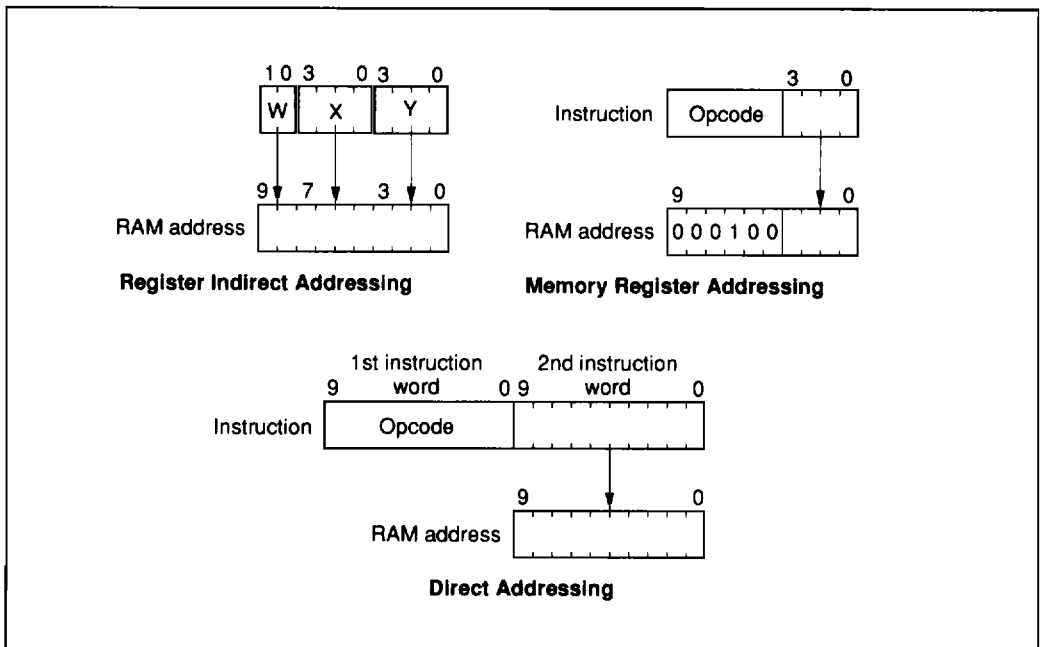 1 0 3 0 3 0
W X Y
9 7 3 0
RAM address
Register Indirect Addressing
3 0
Instruction Opcode
9 0
RAM address 0 0 0 1 0 0
Memory Register Addressing
1st instruction word 2nd instruction word
9 0 9 0
Instruction Opcode
9 0
RAM address
Direct Addressing